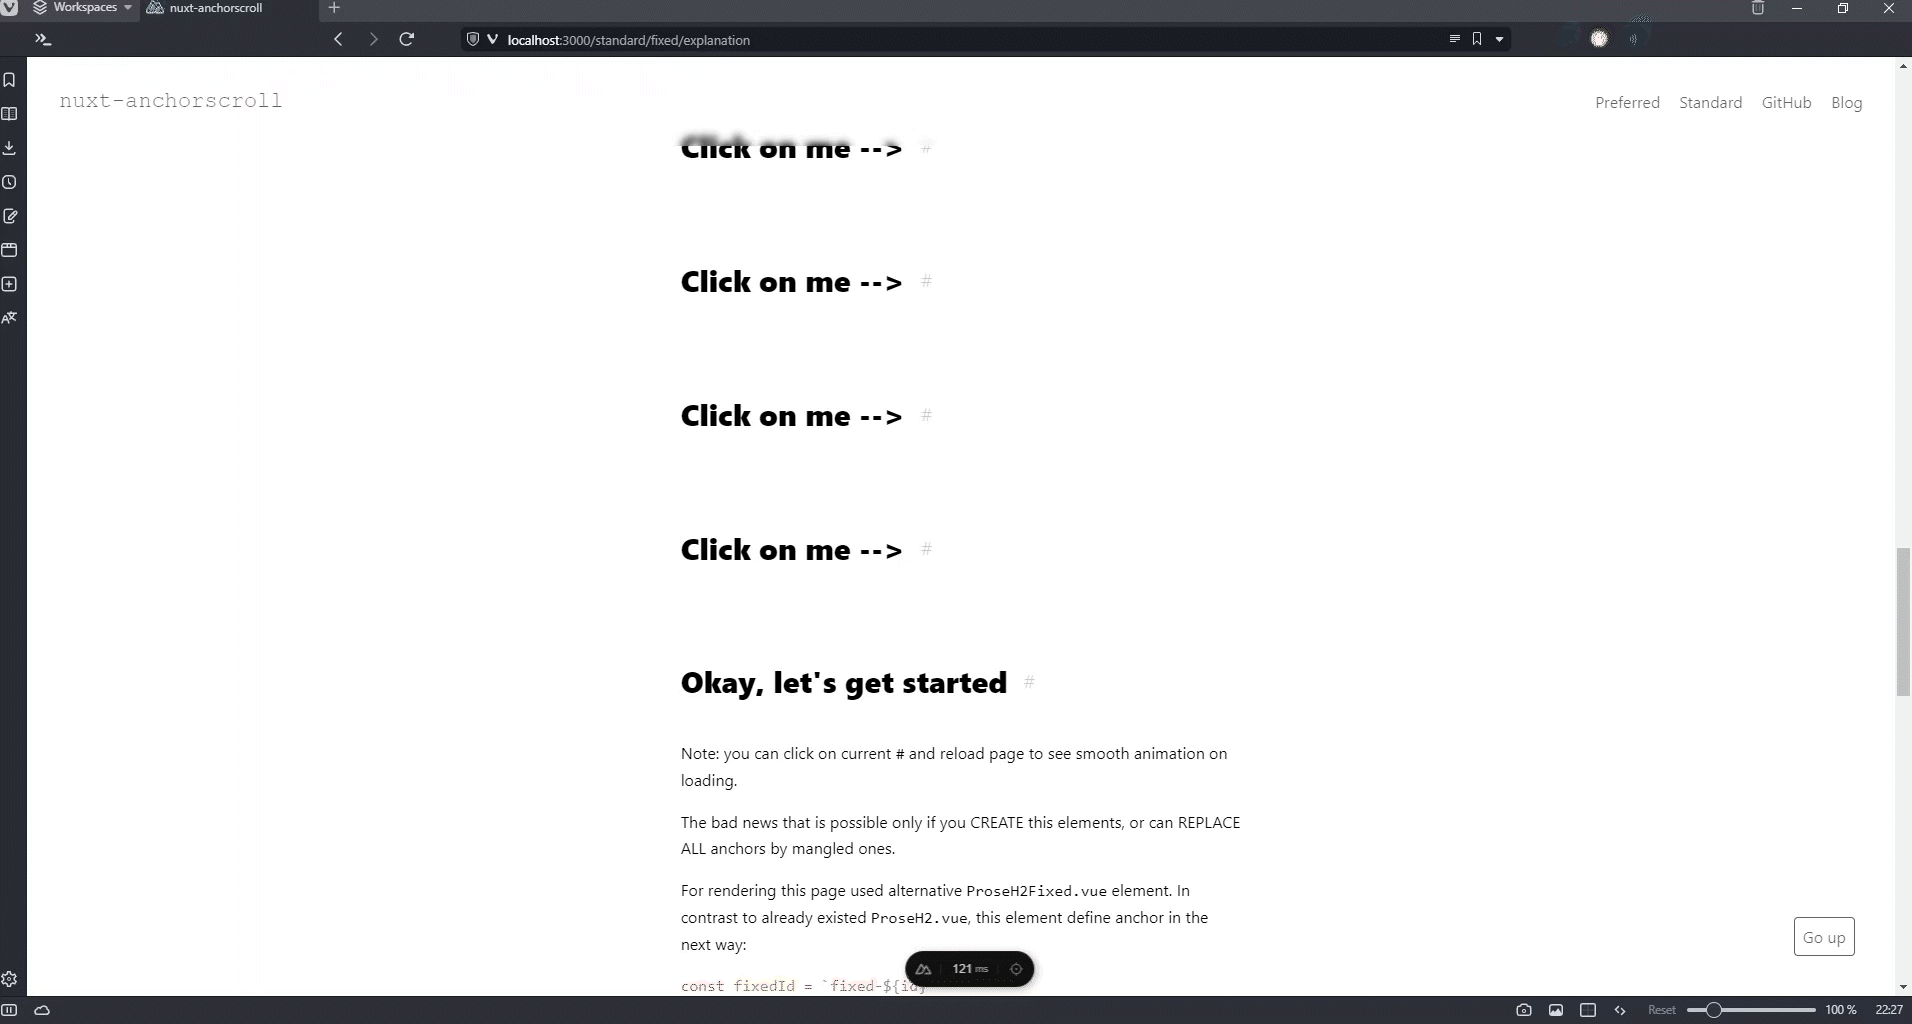 Workspaces
nuxt-anchorscroll
localhost:3000/standard/fixed/explanation
nuxt-anchorscroll
Preferred Standard GitHub Blog
Click on me --> #
Click on me --> #
Click on me --> #
Click on me --> #
Okay, let's get started #
Note: you can click on current # and reload page to see smooth animation on
loading.
The bad news that is possible only if you CREATE this elements, or can REPLACE
ALL anchors by mangled ones.
For rendering this page used alternative ProseH2Fixed.vue element. In
contrast to already existed ProseH2.vue, this element define anchor in the
next way:
Go up
121 ms
const fixedId = `fixed-${id}
Reset 100 % 22:27